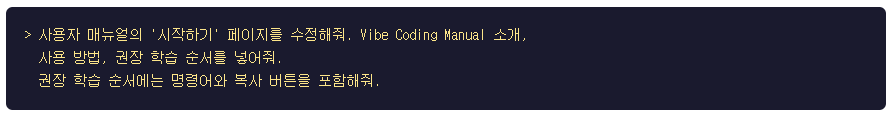 > 사용자 매뉴얼의 '시작하기' 페이지를 수정해줘. Vibe Coding Manual 소개,
사용 방법, 권장 학습 순서를 넣어줘.
권장 학습 순서에는 명령어와 복사 버튼을 포함해줘.